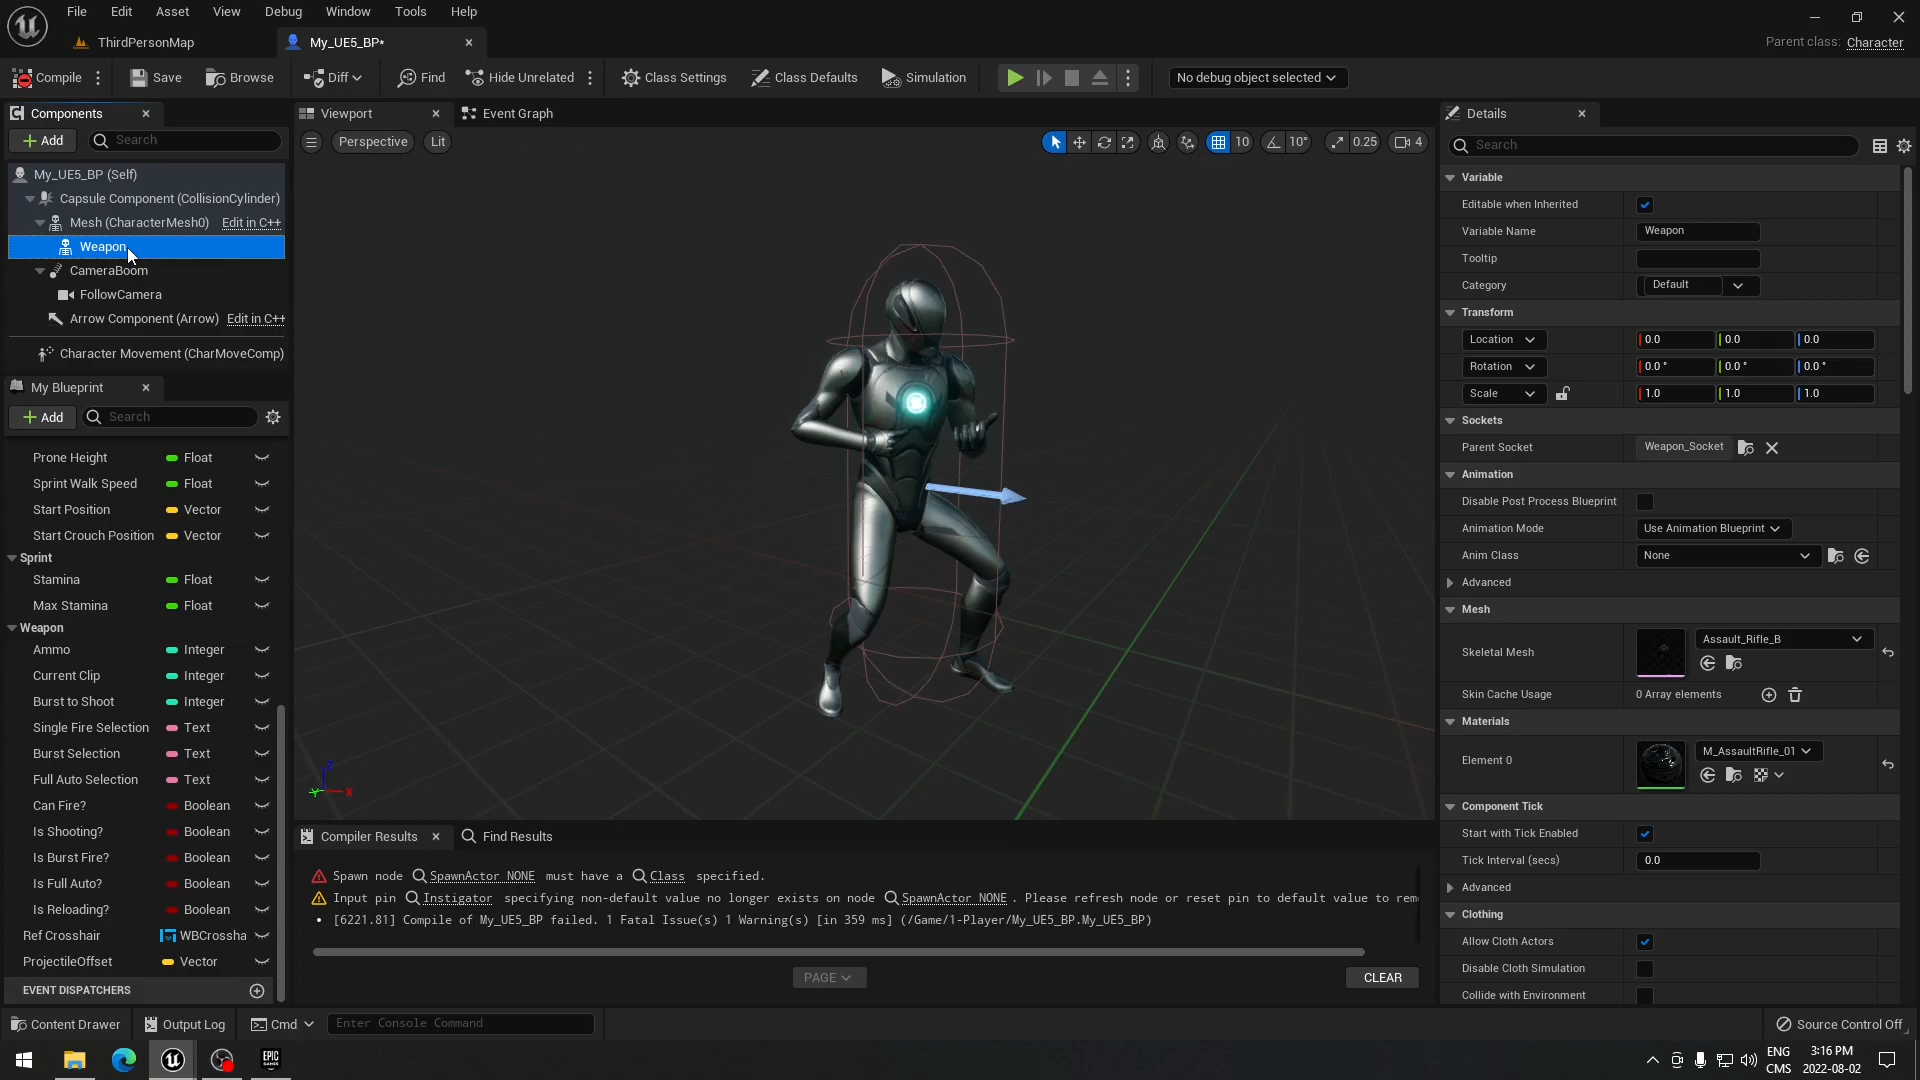 File Edit Asset View Debug Window Tools Help
ThirdPersonMap
My_UE5_BP*
Parent class: Character
Compile Save Browse Diff Find Hide Unrelated Class Settings Class Defaults Simulation No debug object selected
Components
Add Search
My_UE5_BP (Self)
Capsule Component (CollisionCylinder)
Mesh (CharacterMesh0) Edit in C++
Weapon
CameraBoom
FollowCamera
Arrow Component (Arrow) Edit in C++
Character Movement (CharMoveComp)
My Blueprint
Add Search
Prone Height Float
Sprint Walk Speed Float
Start Position Vector
Start Crouch Position Vector
Sprint
Stamina Float
Max Stamina Float
Weapon
Ammo Integer
Current Clip Integer
Burst to Shoot Integer
Single Fire Selection Text
Burst Selection Text
Full Auto Selection Text
Can Fire? Boolean
Is Shooting? Boolean
Is Burst Fire? Boolean
Is Full Auto? Boolean
Is Reloading? Boolean
Ref Crosshair WBCrossha
ProjectileOffset Vector
EVENT DISPATCHERS
Viewport Event Graph
Perspective Lit 10 10° 0.25 4
Z
Y X
Compiler Results Find Results
Spawn node SpawnActor NONE must have a Class specified.
Input pin Instigator specifying non-default value no longer exists on node SpawnActor NONE . Please refresh node or reset pin to default value to rem
• [6221.81] Compile of My_UE5_BP failed. 1 Fatal Issue(s) 1 Warning(s) [in 359 ms] (/Game/1-Player/My_UE5_BP.My_UE5_BP)
PAGE
CLEAR
Details
Search
Variable
Editable when Inherited
Variable Name Weapon
Tooltip
Category Default
Transform
Location 0.0 0.0 0.0
Rotation 0.0 ° 0.0 ° 0.0 °
Scale 1.0 1.0 1.0
Sockets
Parent Socket Weapon_Socket
Animation
Disable Post Process Blueprint
Animation Mode Use Animation Blueprint
Anim Class None
Advanced
Mesh
Skeletal Mesh Assault_Rifle_B
Skin Cache Usage 0 Array elements
Materials
Element 0 M_AssaultRifle_01
Component Tick
Start with Tick Enabled
Tick Interval (secs) 0.0
Advanced
Clothing
Allow Cloth Actors
Disable Cloth Simulation
Collide with Environment
Content Drawer Output Log Cmd Enter Console Command Source Control Off
EPIC GAMES
ENG CMS
3:16 PM
2022-08-02